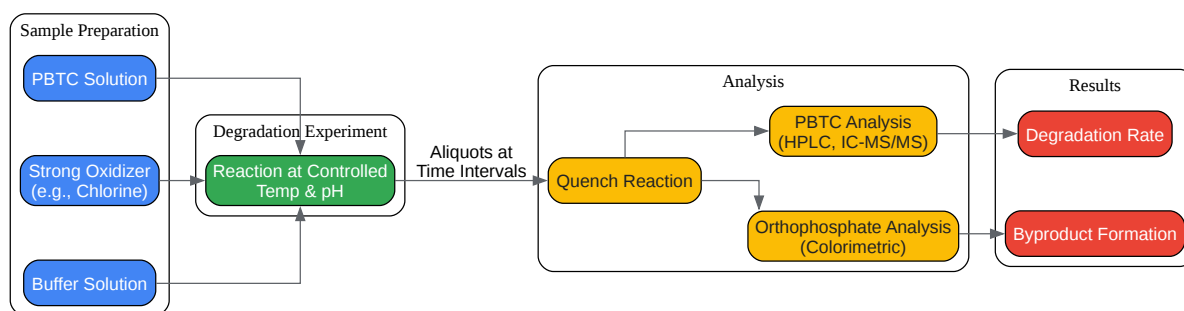 Sample Preparation
PBTC Solution
Strong Oxidizer
(e.g., Chlorine)
Buffer Solution
Degradation Experiment
Reaction at Controlled
Temp & pH
Aliquots at
Time Intervals
Analysis
Quench Reaction
PBTC Analysis
(HPLC, IC-MS/MS)
Orthophosphate Analysis
(Colorimetric)
Results
Degradation Rate
Byproduct Formation